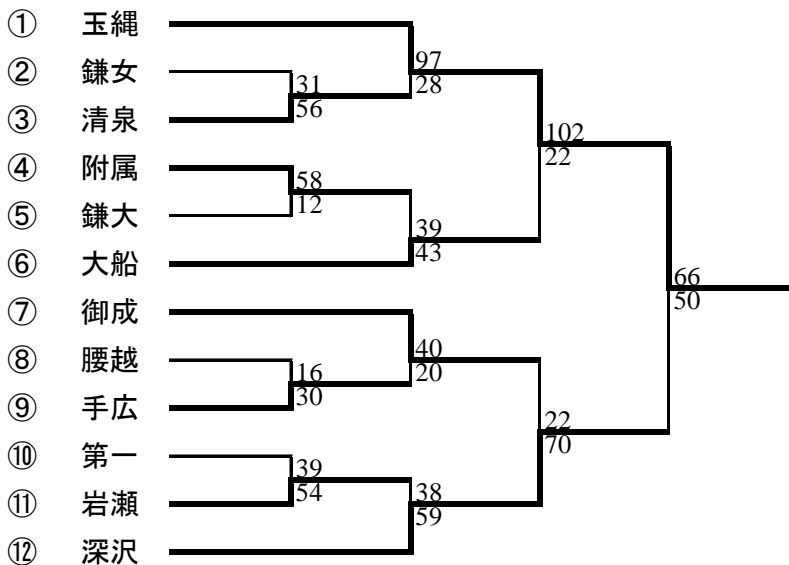 ① 玉縄
97
② 鎌女
31
28
③ 清泉
56
102
④ 附属
58
22
⑤ 鎌大
12
39
⑥ 大船
43
66
⑦ 御成
50
40
⑧ 腰越
16
20
⑨ 手広
30
22
⑩ 第一
39
70
⑪ 岩瀬
54
38
59
⑫ 深沢